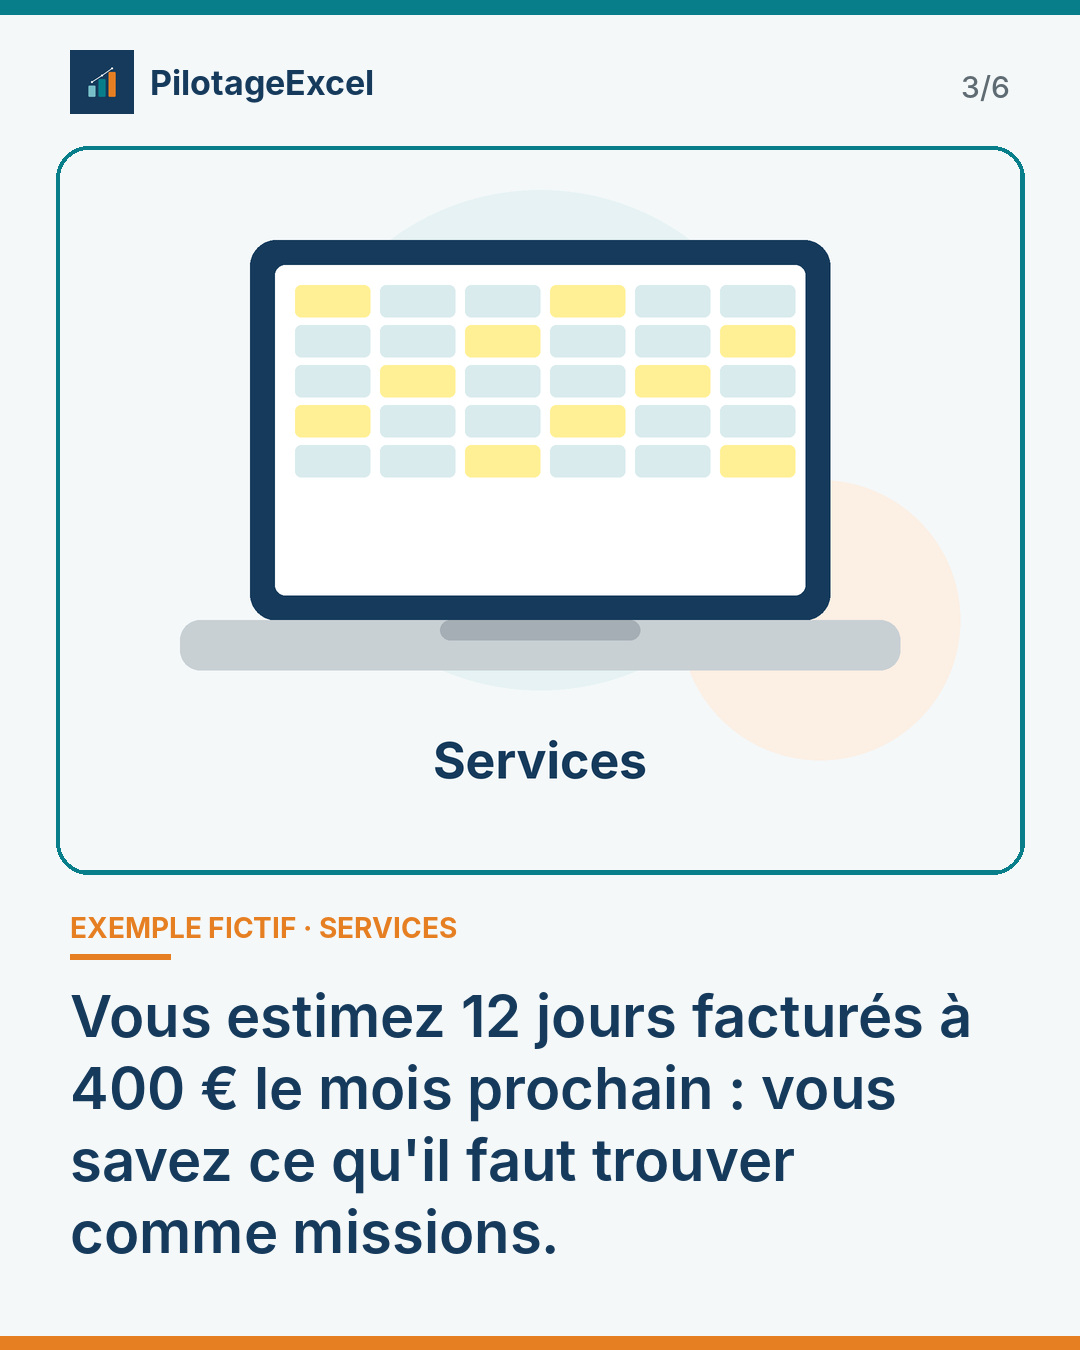 PilotageExcel
3/6
Services
EXEMPLE FICTIF · SERVICES
Vous estimez 12 jours facturés à
400 € le mois prochain : vous
savez ce qu'il faut trouver
comme missions.